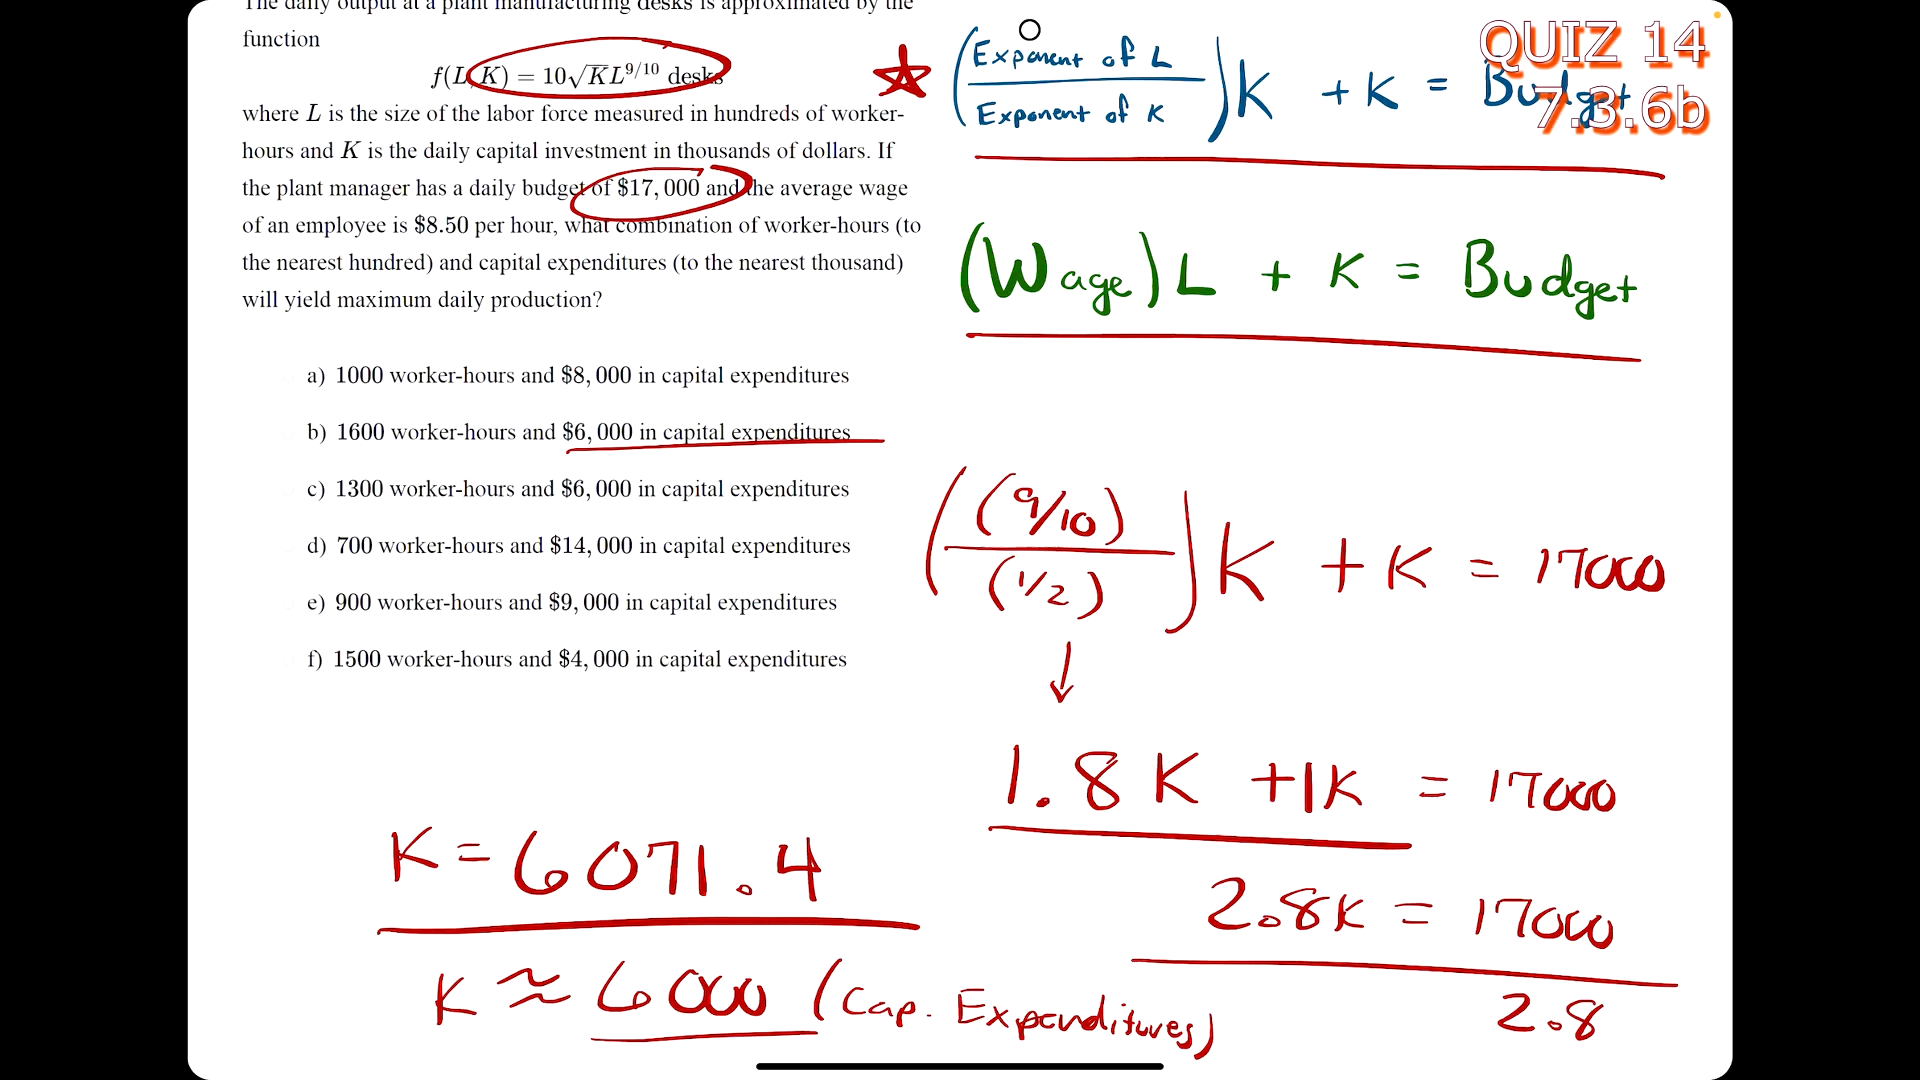 The daily output at a plant manufacturing desks is approximated by the
function
f(L, K) = 10√K L^9/10 desks
where L is the size of the labor force measured in hundreds of worker-
hours and K is the daily capital investment in thousands of dollars. If
the plant manager has a daily budget of $17,000 and the average wage
of an employee is $8.50 per hour, what combination of worker-hours (to
the nearest hundred) and capital expenditures (to the nearest thousand)
will yield maximum daily production?
a) 1000 worker-hours and $8,000 in capital expenditures
b) 1600 worker-hours and $6,000 in capital expenditures
c) 1300 worker-hours and $6,000 in capital expenditures
d) 700 worker-hours and $14,000 in capital expenditures
e) 900 worker-hours and $9,000 in capital expenditures
f) 1500 worker-hours and $4,000 in capital expenditures
QUIZ 14
7.3.6b
(Exponent of L / Exponent of K) K + K = Budget
(Wage) L + K = Budget
((9/10) / (1/2)) K + K = 17000
↓
1.8K + 1K = 17000
2.8K = 17000
2.8
K = 6071.4
K ≈ 6000 (Cap. Expenditures)